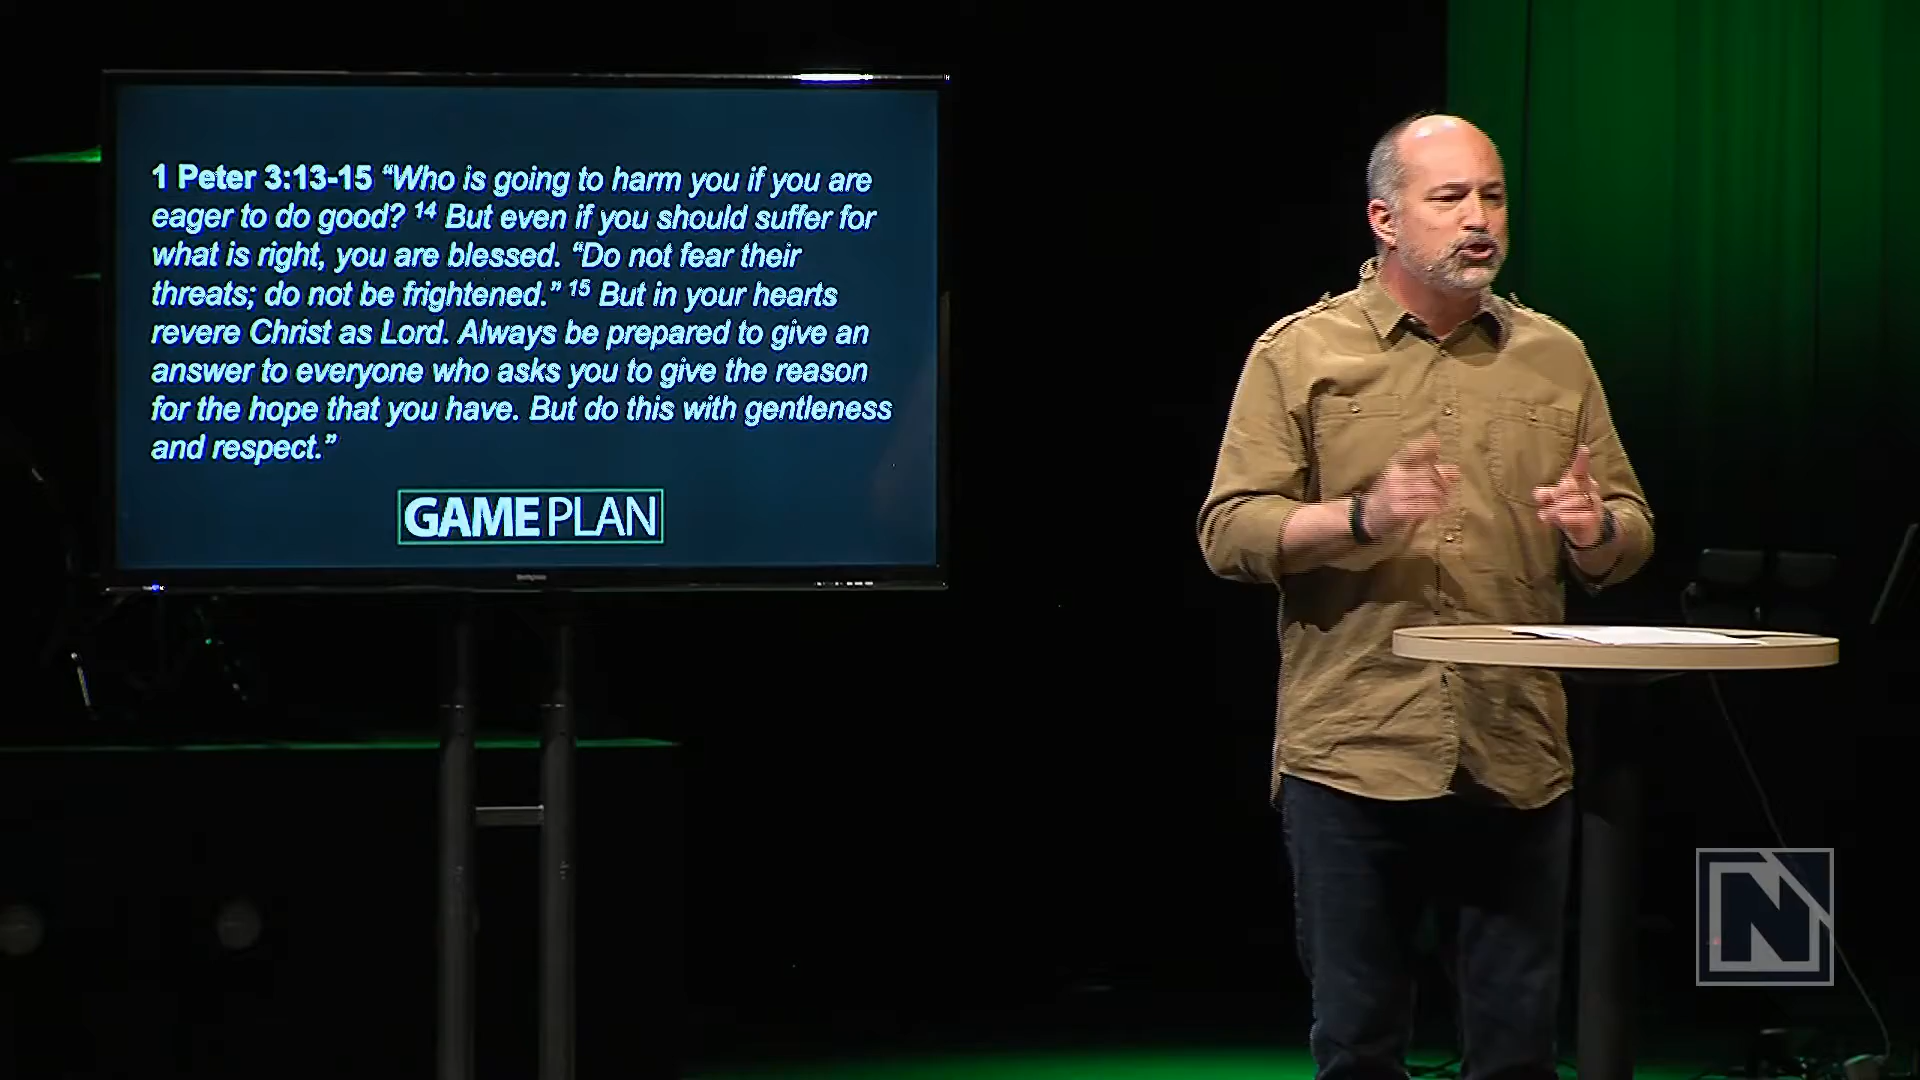 1 Peter 3:13-15 “Who is going to harm you if you are
eager to do good? 14 But even if you should suffer for
what is right, you are blessed. “Do not fear their
threats; do not be frightened.” 15 But in your hearts
revere Christ as Lord. Always be prepared to give an
answer to everyone who asks you to give the reason
for the hope that you have. But do this with gentleness
and respect.”
GAMEPLAN
N